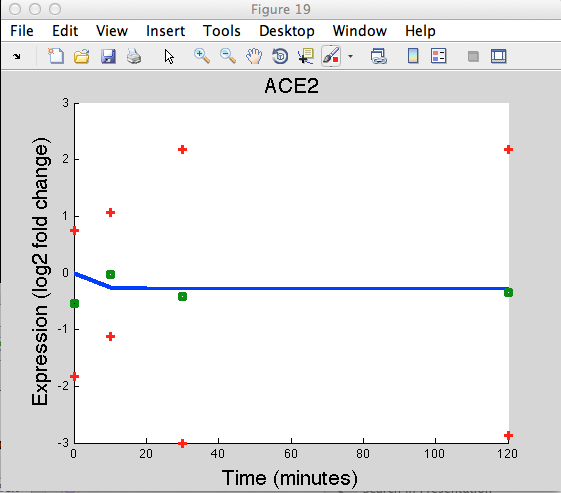 Figure 19
File Edit View Insert Tools Desktop Window Help
ACE2
Expression (log2 fold change)
3
2
1
0
-1
-2
-3
0 20 40 60 80 100 120
Time (minutes)